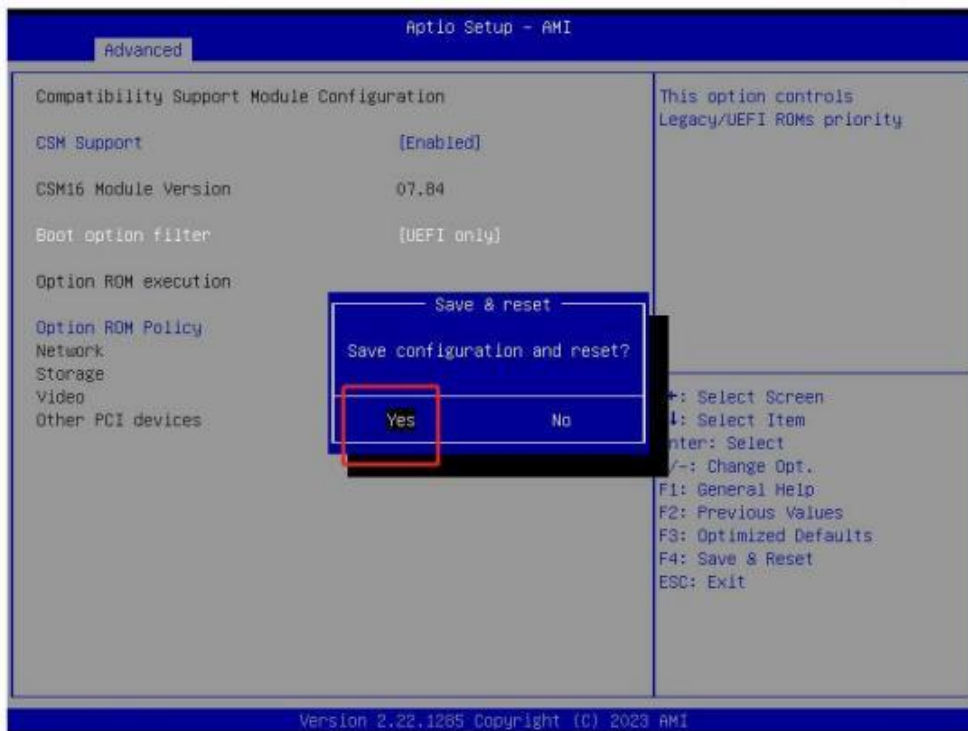 Aptio Setup – AMI
Advanced
Compatibility Support Module Configuration
CSM Support [Enabled]
CSM16 Module Version 07.84
Boot option filter [UEFI only]
Option ROM execution
Option ROM Policy
Network
Storage
Video
Other PCI devices
This option controls
Legacy/UEFI ROMs priority
Save & reset
Save configuration and reset?
Yes No
: Select Screen
: Select Item
nter: Select
/-: Change Opt.
F1: General Help
F2: Previous Values
F3: Optimized Defaults
F4: Save & Reset
ESC: Exit
Version 2.22.1285 Copyright (C) 2023 AMI